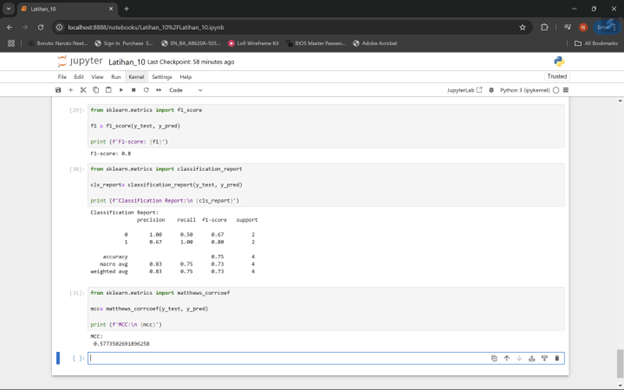 Latihan_10
localhost:8888/notebooks/Latihan_10%2FLatihan_10.ipynb
Boruto: Naruto Next...
Sign In
Purchase S...
EN_BA_ABB20A-S05...
Lofi Wireframe Kit
BIOS Master Passwo...
Adobe Acrobat
All Bookmarks
jupyter Latihan_10 Last Checkpoint: 58 minutes ago
File Edit View Run Kernel Settings Help
Trusted
Code
JupyterLab
Python 3 (ipykernel)
[29]: from sklearn.metrics import f1_score
f1 = f1_score(y_test, y_pred)
print (f'F1-score: {f1}')
F1-score: 0.8
[30]: from sklearn.metrics import classification_report
cls_report= classification_report(y_test, y_pred)
print (f'Classification Report:\n {cls_report}')
Classification Report:
precision recall f1-score support
0 1.00 0.50 0.67 2
1 0.67 1.00 0.80 2
accuracy 0.75 4
macro avg 0.83 0.75 0.73 4
weighted avg 0.83 0.75 0.73 4
from sklearn.metrics import matthews_corrcoef
mcc= matthews_corrcoef(y_test, y_pred)
print (f'MCC:\n {mcc}')
MCC:
0.5773502691896258
[ ]: